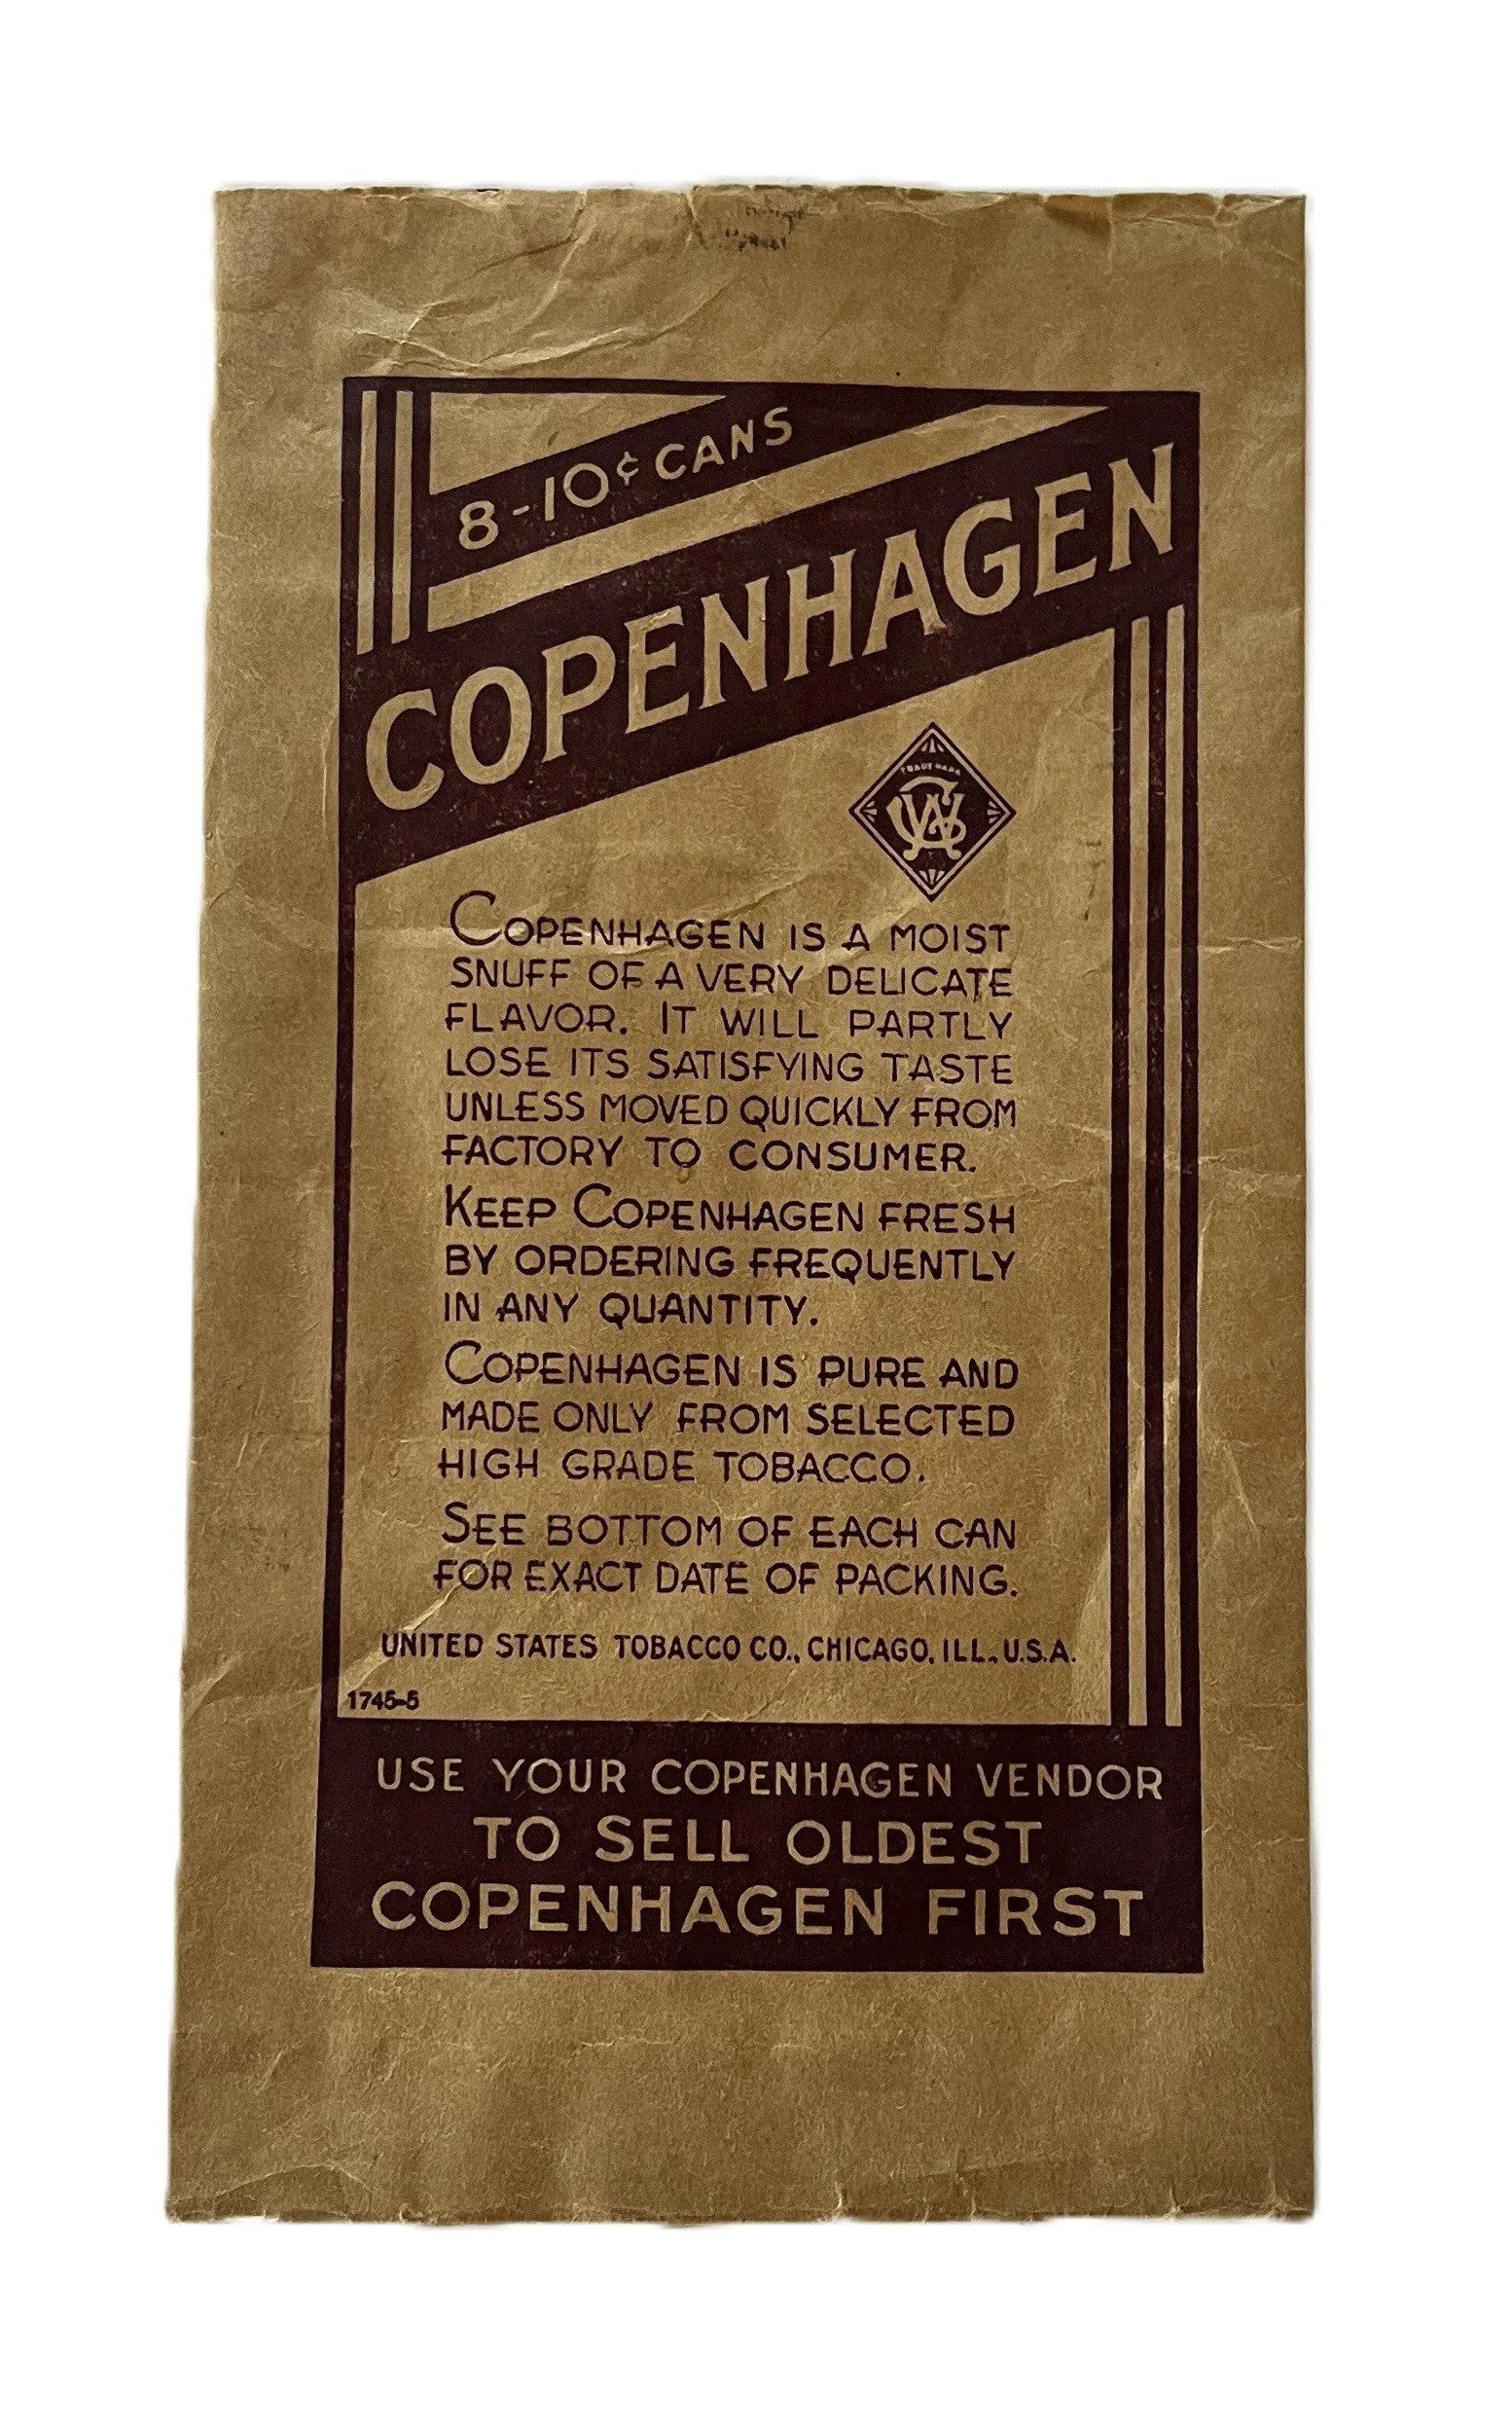 8-10¢ CANS
COPENHAGEN
TRADE MARK
COPENHAGEN IS A MOIST
SNUFF OF A VERY DELICATE
FLAVOR. IT WILL PARTLY
LOSE ITS SATISFYING TASTE
UNLESS MOVED QUICKLY FROM
FACTORY TO CONSUMER.
KEEP COPENHAGEN FRESH
BY ORDERING FREQUENTLY
IN ANY QUANTITY.
COPENHAGEN IS PURE AND
MADE ONLY FROM SELECTED
HIGH GRADE TOBACCO.
SEE BOTTOM OF EACH CAN
FOR EXACT DATE OF PACKING.
UNITED STATES TOBACCO CO., CHICAGO, ILL., U.S.A.
1745-5
USE YOUR COPENHAGEN VENDOR
TO SELL OLDEST
COPENHAGEN FIRST